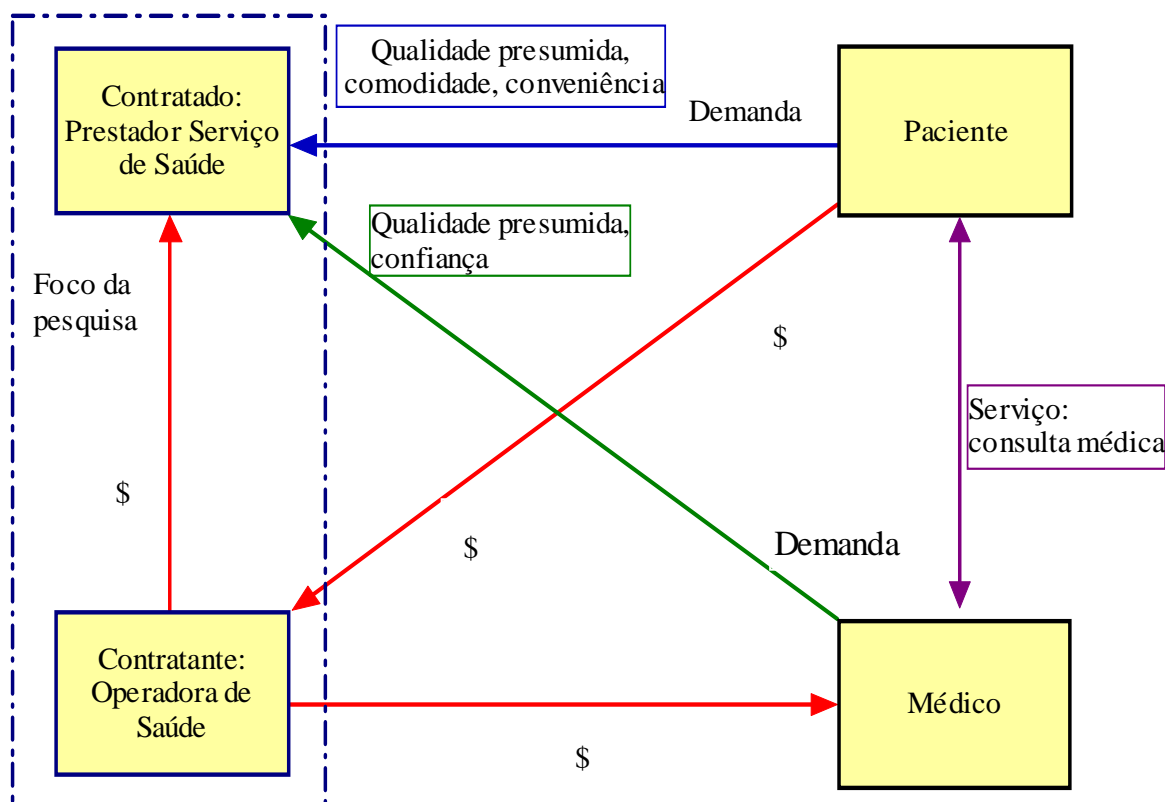 Contratado:
Prestador Serviço
de Saúde
Qualidade presumida,
comodidade, conveniência
Demanda
Paciente
Qualidade presumida,
confiança
Foco da
pesquisa
$
Serviço:
consulta médica
$
$
Demanda
Contratante:
Operadora de
Saúde
Médico
$